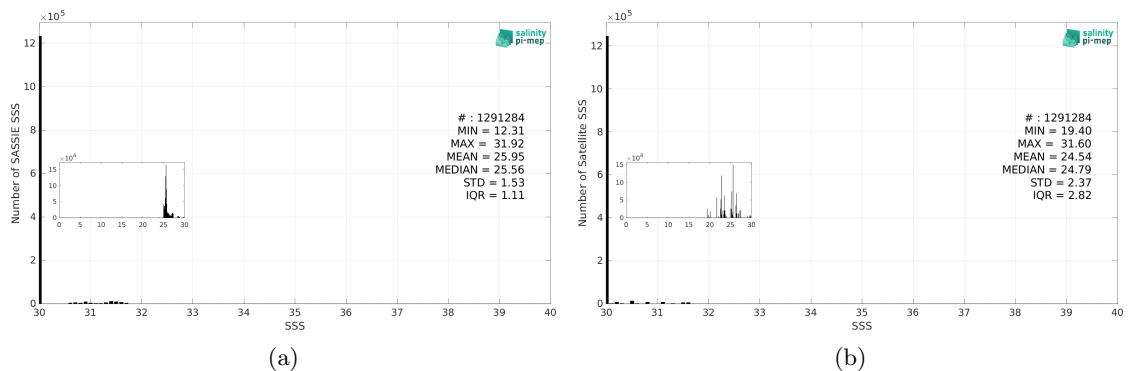 ×10⁵
12
10
8
6
4
2
0
Number of SASSIE SSS
30 31 32 33 34 35 36 37 38 39 40
SSS
salinity
pi-mep
# : 1291284
MIN = 12.31
MAX = 31.92
MEAN = 25.95
MEDIAN = 25.56
STD = 1.53
IQR = 1.11
×10⁴
15
10
5
0
0 5 10 15 20 25 30
(a)
×10⁵
12
10
8
6
4
2
0
Number of Satellite SSS
30 31 32 33 34 35 36 37 38 39 40
SSS
salinity
pi-mep
# : 1291284
MIN = 19.40
MAX = 31.60
MEAN = 24.54
MEDIAN = 24.79
STD = 2.37
IQR = 2.82
×10⁴
15
10
5
0
0 5 10 15 20 25 30
(b)